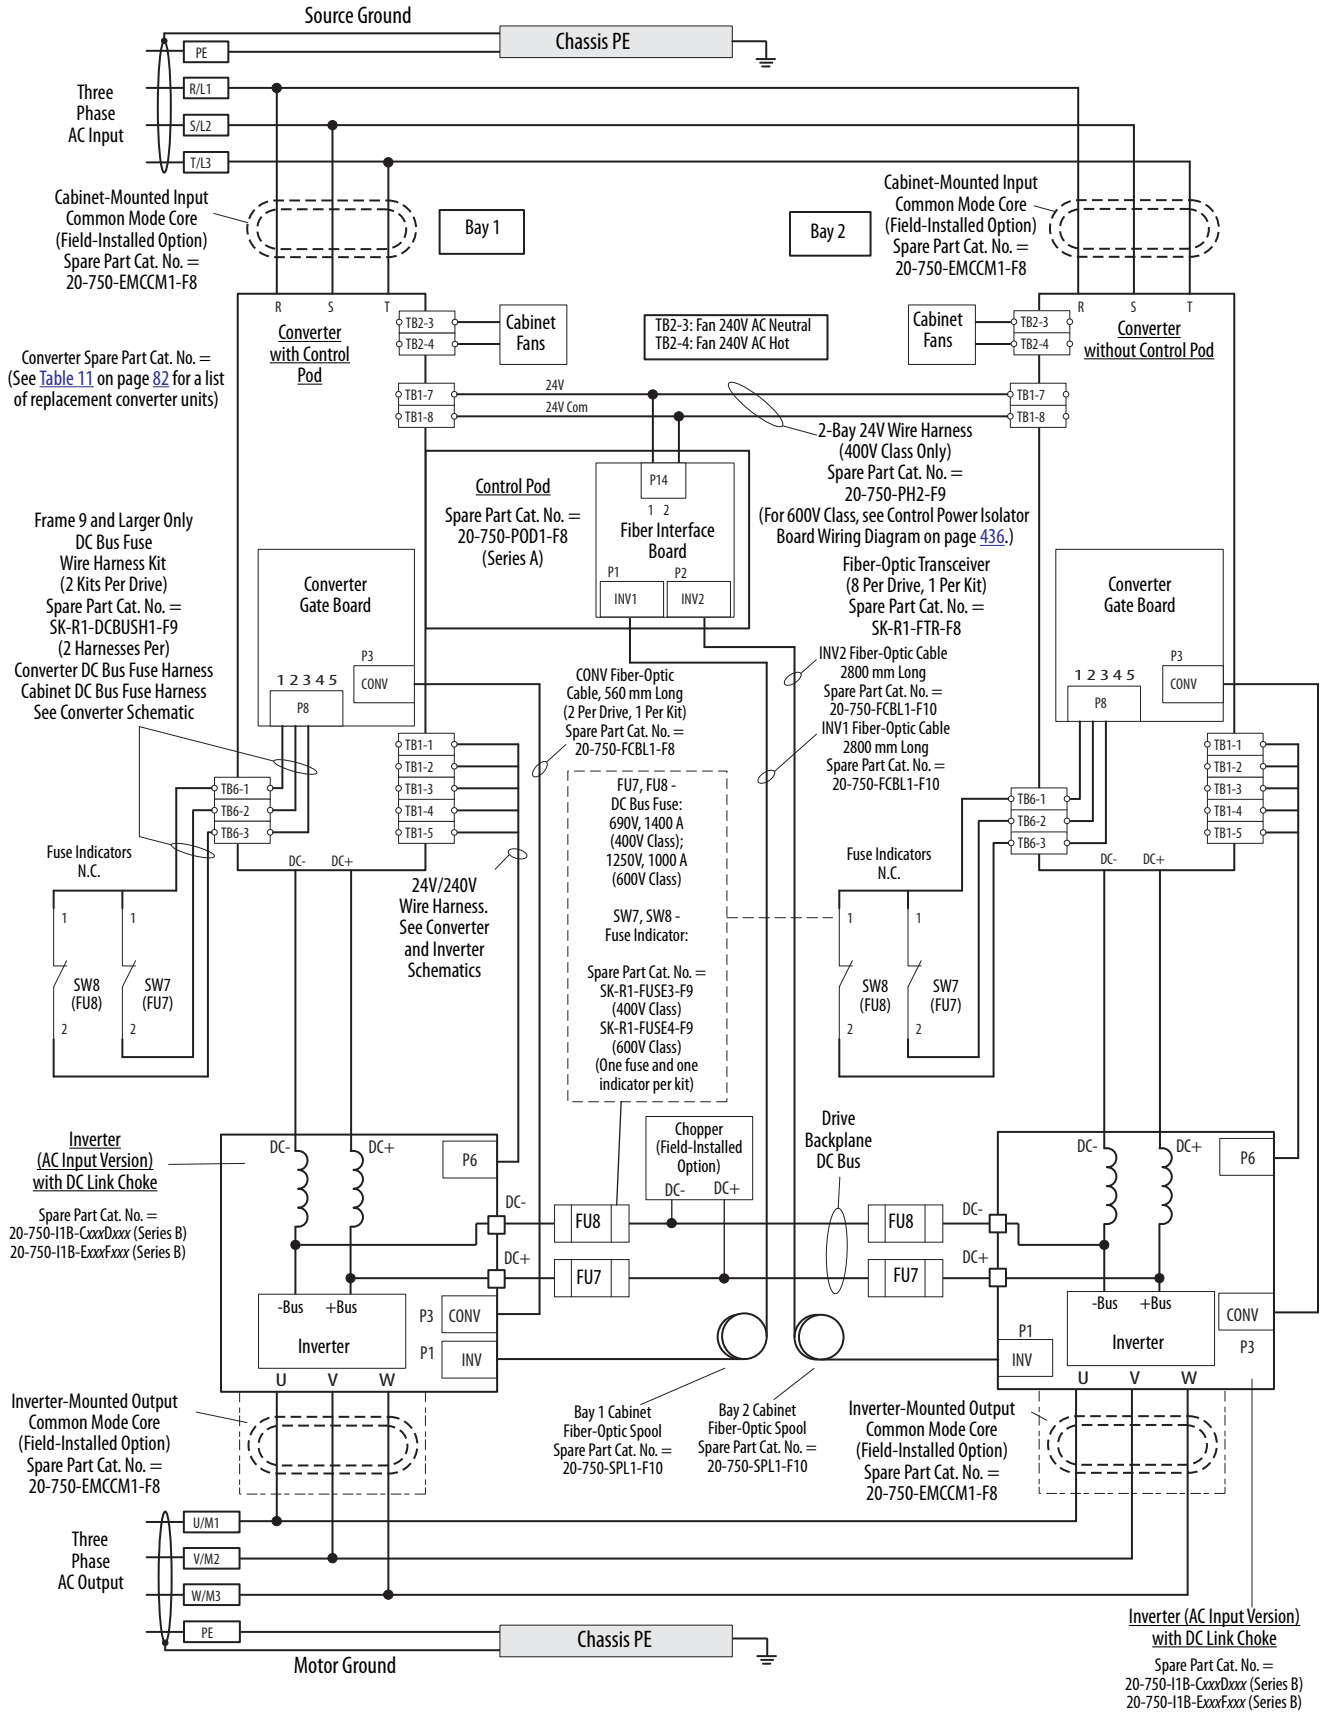 Source Ground
Chassis PE
PE
R/L1
Three
Phase
AC Input
S/L2
T/L3
Cabinet-Mounted Input
Common Mode Core
(Field-Installed Option)
Spare Part Cat. No. =
20-750-EMCCM1-F8
Bay 1
Bay 2
Cabinet-Mounted Input
Common Mode Core
(Field-Installed Option)
Spare Part Cat. No. =
20-750-EMCCM1-F8
R S T
Converter
with Control
Pod
TB2-3
TB2-4
Cabinet
Fans
TB2-3: Fan 240V AC Neutral
TB2-4: Fan 240V AC Hot
Cabinet
Fans
TB2-3
TB2-4
R S T
Converter
without Control Pod
Converter Spare Part Cat. No. =
(See Table 11 on page 82 for a list
of replacement converter units)
TB1-7
TB1-8
24V
24V Com
TB1-7
TB1-8
2-Bay 24V Wire Harness
(400V Class Only)
Spare Part Cat. No. =
20-750-PH2-F9
(For 600V Class, see Control Power Isolator
Board Wiring Diagram on page 436.)
Control Pod
Spare Part Cat. No. =
20-750-POD1-F8
(Series A)
P14
1 2
Fiber Interface
Board
P1
INV1
P2
INV2
Fiber-Optic Transceiver
(8 Per Drive, 1 Per Kit)
Spare Part Cat. No. =
SK-R1-FTR-F8
Frame 9 and Larger Only
DC Bus Fuse
Wire Harness Kit
(2 Kits Per Drive)
Spare Part Cat. No. =
SK-R1-DCBUSH1-F9
(2 Harnesses Per)
Converter DC Bus Fuse Harness
Cabinet DC Bus Fuse Harness
See Converter Schematic
Converter
Gate Board
P3
CONV
1 2 3 4 5
P8
Converter
Gate Board
P3
CONV
1 2 3 4 5
P8
CONV Fiber-Optic
Cable, 560 mm Long
(2 Per Drive, 1 Per Kit)
Spare Part Cat. No. =
20-750-FCBL1-F8
INV2 Fiber-Optic Cable
2800 mm Long
Spare Part Cat. No. =
20-750-FCBL1-F10
INV1 Fiber-Optic Cable
2800 mm Long
Spare Part Cat. No. =
20-750-FCBL1-F10
TB1-1
TB1-2
TB1-3
TB1-4
TB1-5
TB6-1
TB6-2
TB6-3
TB1-1
TB1-2
TB1-3
TB1-4
TB1-5
TB6-1
TB6-2
TB6-3
DC- DC+
DC- DC+
Fuse Indicators
N.C.
1
SW8
(FU8)
2
1
SW7
(FU7)
2
24V/240V
Wire Harness.
See Converter
and Inverter
Schematics
FU7, FU8 -
DC Bus Fuse:
690V, 1400 A
(400V Class);
1250V, 1000 A
(600V Class)
SW7, SW8 -
Fuse Indicator:
Spare Part Cat. No. =
SK-R1-FUSE3-F9
(400V Class)
SK-R1-FUSE4-F9
(600V Class)
(One fuse and one
indicator per kit)
Fuse Indicators
N.C.
1
SW8
(FU8)
2
1
SW7
(FU7)
2
Inverter
(AC Input Version)
with DC Link Choke
Spare Part Cat. No. =
20-750-I1B-CxxxDxxx (Series B)
20-750-I1B-ExxxFxxx (Series B)
DC- DC+
P6
DC-
DC+
FU8
FU7
Chopper
(Field-Installed
Option)
DC- DC+
Drive
Backplane
DC Bus
FU8
FU7
DC-
DC+
DC- DC+
P6
-Bus +Bus
Inverter
P3
CONV
P1
INV
U V W
-Bus +Bus
Inverter
CONV
P3
P1
INV
U V W
Inverter-Mounted Output
Common Mode Core
(Field-Installed Option)
Spare Part Cat. No. =
20-750-EMCCM1-F8
Bay 1 Cabinet
Fiber-Optic Spool
Spare Part Cat. No. =
20-750-SPL1-F10
Bay 2 Cabinet
Fiber-Optic Spool
Spare Part Cat. No. =
20-750-SPL1-F10
Inverter-Mounted Output
Common Mode Core
(Field-Installed Option)
Spare Part Cat. No. =
20-750-EMCCM1-F8
Three
Phase
AC Output
U/M1
V/M2
W/M3
PE
Chassis PE
Motor Ground
Inverter (AC Input Version)
with DC Link Choke
Spare Part Cat. No. =
20-750-I1B-CxxxDxxx (Series B)
20-750-I1B-ExxxFxxx (Series B)